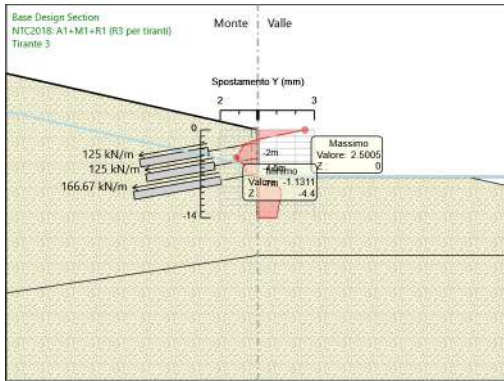 Base Design Section
NTC2018: A1+M1+R1 (R3 per tiranti)
Tirante 3
Monte
Valle
Spostamento Y (mm)
2
3
0
-2m
125 kN/m
125 kN/m
166.67 kN/m
-14
Massimo
Valore: 2.5005
Z 0
Minimo
Valore: -1.1311
Z -4.4